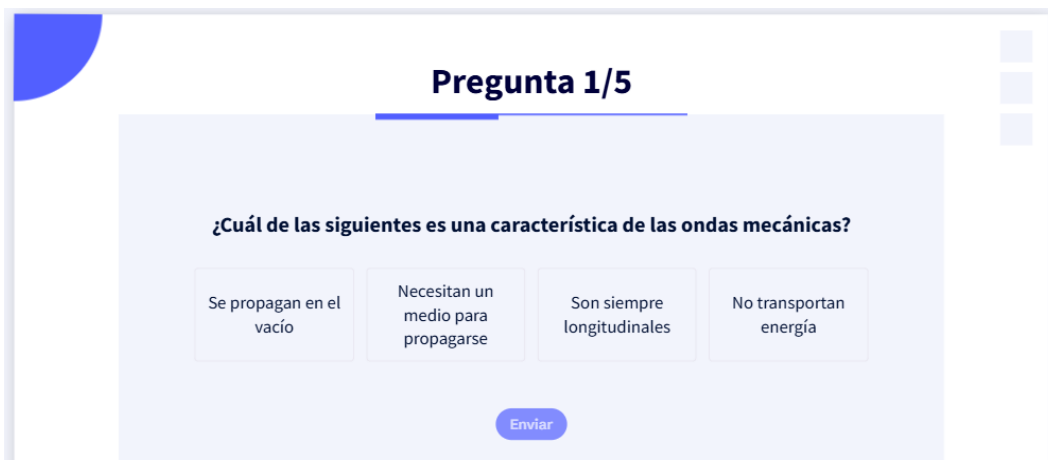 Pregunta 1/5
¿Cuál de las siguientes es una característica de las ondas mecánicas?
Se propagan en el
vacío
Necesitan un
medio para
propagarse
Son siempre
longitudinales
No transportan
energía
Enviar